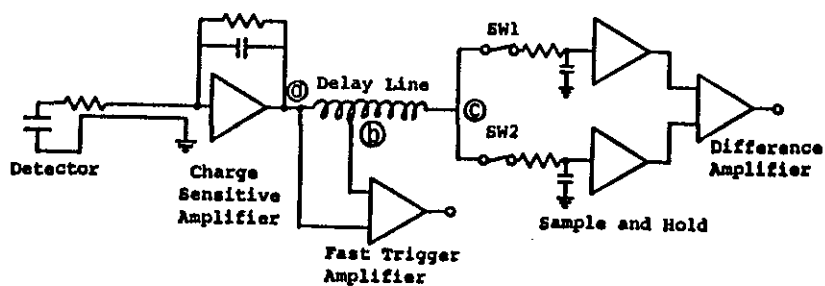 SW1
ⓐ Delay Line
ⓑ
ⓒ
SW2
Detector
Charge
Sensitive
Amplifier
Difference
Amplifier
Sample and Hold
Fast Trigger
Amplifier